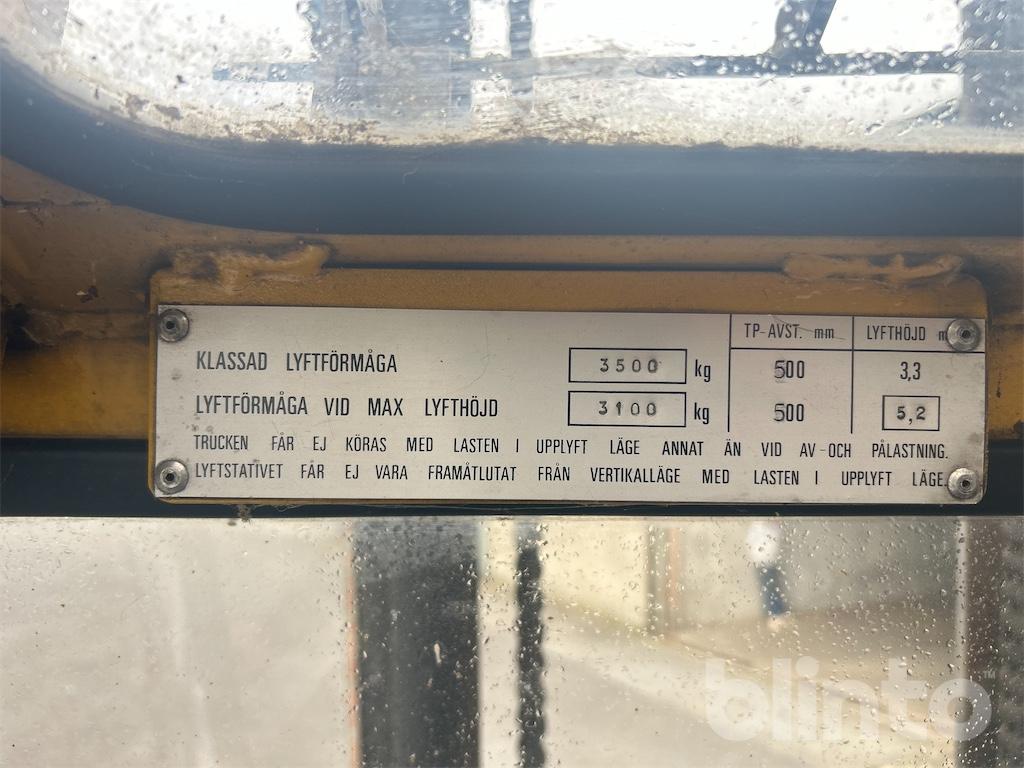 TP-AVST. mm LYFTHÖJD m
KLASSAD LYFTFÖRMÅGA 3500 kg 500 3,3
LYFTFÖRMÅGA VID MAX LYFTHÖJD 3100 kg 500 5,2
TRUCKEN FÅR EJ KÖRAS MED LASTEN I UPPLYFT LÄGE ANNAT ÄN VID AV-OCH PÅLASTNING.
LYFTSTATIVET FÅR EJ VARA FRAMÅTLUTAT FRÅN VERTIKALLÄGE MED LASTEN I UPPLYFT LÄGE.
blinto™